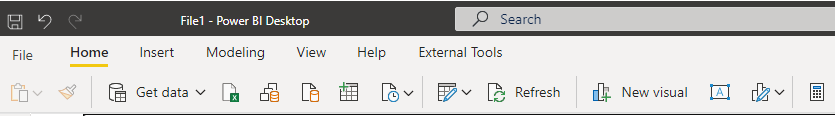 File1 - Power BI Desktop
Search
File Home Insert Modeling View Help External Tools
Get data Refresh New visual A